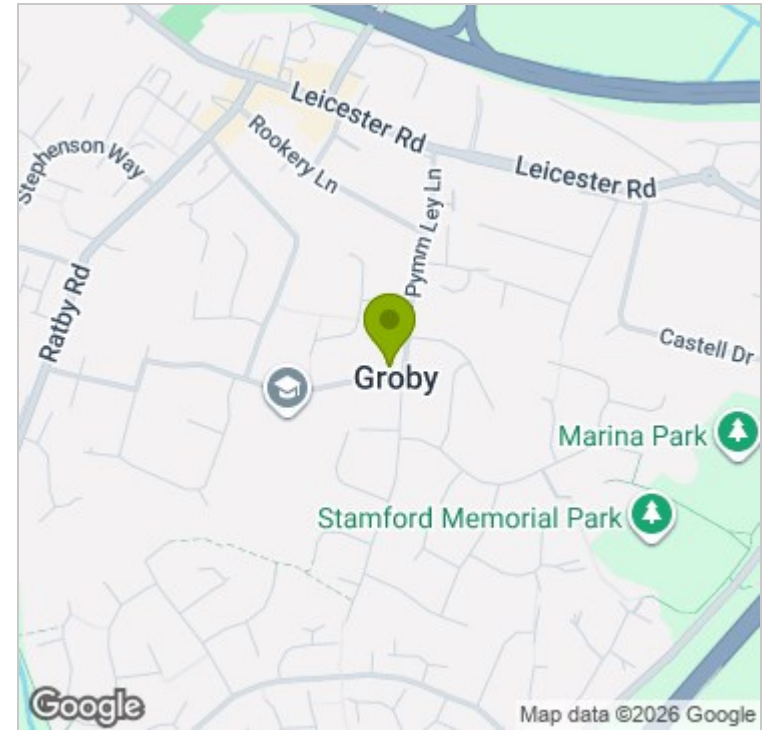 Leicester Rd
Rookery Ln
Stephenson Way
Leicester Rd
Pymm Ley Ln
Ratby Rd
Castell Dr
Groby
Marina Park
Stamford Memorial Park
Google
Map data ©2026 Google